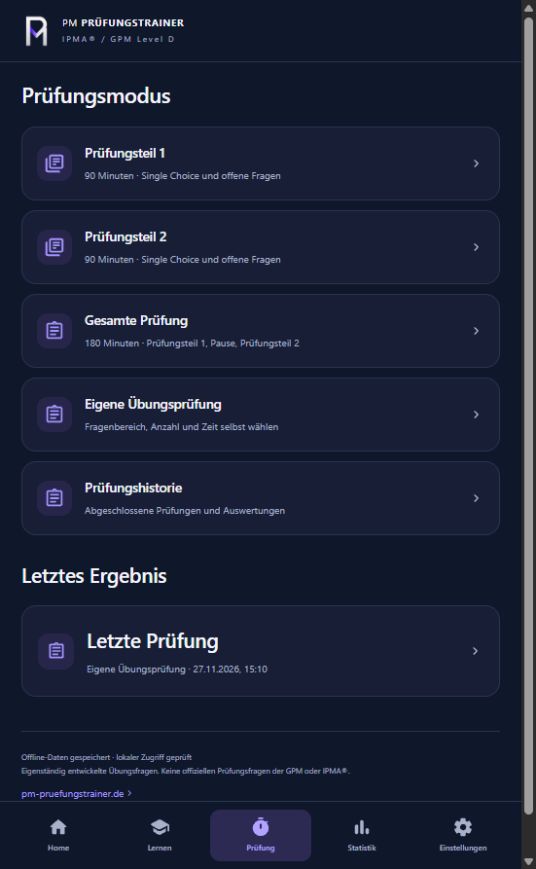 PM PRÜFUNGSTRAINER
IPMA® / GPM Level D
Prüfungsmodus
Prüfungsteil 1
90 Minuten · Single Choice und offene Fragen
Prüfungsteil 2
90 Minuten · Single Choice und offene Fragen
Gesamte Prüfung
180 Minuten · Prüfungsteil 1, Pause, Prüfungsteil 2
Eigene Übungsprüfung
Fragenbereich, Anzahl und Zeit selbst wählen
Prüfungshistorie
Abgeschlossene Prüfungen und Auswertungen
Letztes Ergebnis
Letzte Prüfung
Eigene Übungsprüfung · 27.11.2026, 15:10
Offline-Daten gespeichert · lokaler Zugriff geprüft
Eigenständig entwickelte Übungsfragen. Keine offiziellen Prüfungsfragen der GPM oder IPMA®.
pm-pruefungstrainer.de
Home
Lernen
Prüfung
Statistik
Einstellungen